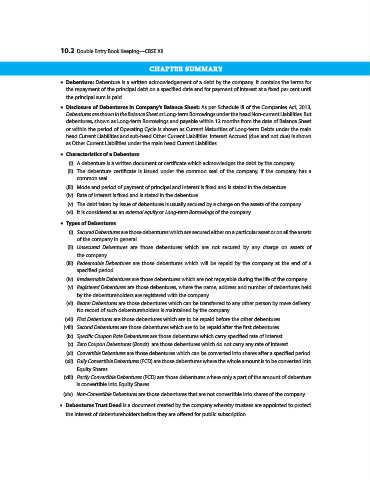 10.2 Double Entry Book Keeping—CBSE XII
CHAPTER SUMMARY
• Debenture: Debenture is a written acknowledgement of a debt by the company. It contains the terms for
the repayment of the principal debt on a specified date and for payment of interest at a fixed per cent until
the principal sum is paid.
• Disclosure of Debentures in Company's Balance Sheet: As per Schedule III of the Companies Act, 2013,
Debentures are shown in the Balance Sheet as Long-term Borrowings under the head Non-current Liabilities. But
debentures, shown as Long-term Borrowings and payable within 12 months from the date of Balance Sheet
or within the period of Operating Cycle is shown as Current Maturities of Long-term Debts under the main
head Current Liabilities and sub-head Other Current Liabilities. Interest Accrued (due and not due) is shown
as Other Current Liabilities under the main head Current Liabilities.
• Characteristics of a Debenture
(i) A debenture is a written document or certificate which acknowledges the debt by the company.
(ii) The debenture certificate is issued under the common seal of the company, if the company has a
common seal.
(iii) Mode and period of payment of principal and interest is fixed and is stated in the debenture.
(iv) Rate of interest is fixed and is stated in the debenture.
(v) The debt taken by issue of debentures is usually secured by a charge on the assets of the company.
(vi) It is considered as an external equity or Long-term Borrowings of the company.
• Types of Debentures
(i) Secured Debentures are those debentures which are secured either on a particular asset or on all the assets
of the company in general.
(ii) Unsecured Debentures are those debentures which are not secured by any charge on assets of
the company.
(iii) Redeemable Debentures are those debentures which will be repaid by the company at the end of a
specified period.
(iv) Irredeemable Debentures are those debentures which are not repayable during the life of the company.
(v) Registered Debentures are those debentures, where the name, address and number of debentures held
by the debentureholders are registered with the company.
(vi) Bearer Debentures are those debentures which can be transferred to any other person by mere delivery.
No record of such debentureholders is maintained by the company.
(vii) First Debentures are those debentures which are to be repaid before the other debentures.
(viii) Second Debentures are those debentures which are to be repaid after the first debentures.
(ix) Specific Coupon Rate Debentures are those debentures which carry specified rate of interest.
(x) Zero Coupon Debentures (Bonds) are those debentures which do not carry any rate of interest.
(xi) Convertible Debentures are those debentures which can be converted into shares after a specified period.
(xii) Fully Convertible Debentures (FCD) are those debentures where the whole amount is to be converted into
Equity Shares.
(xiii) Partly Convertible Debentures (PCD) are those debentures where only a part of the amount of debenture
is convertible into Equity Shares.
(xiv) Non-Convertible Debentures are those debentures that are not convertible into shares of the company.
• Debentures Trust Deed is a document created by the company whereby trustees are appointed to protect
the interest of debentureholders before they are offered for public subscription.